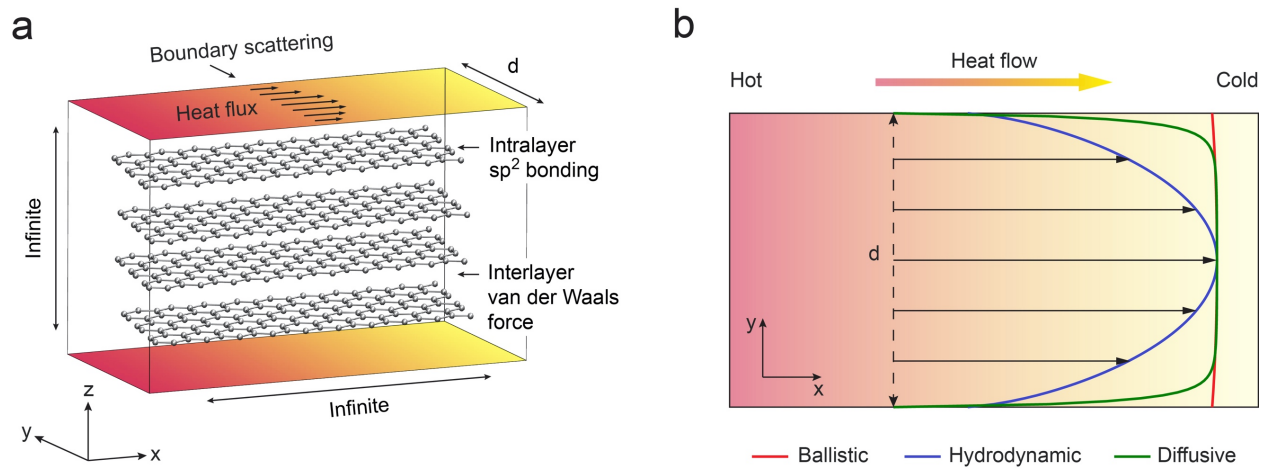 a
Boundary scattering
d
Heat flux
Intralayer
sp² bonding
Infinite
Interlayer
van der Waals
force
Infinite
z
y
x
b
Heat flow
Hot
Cold
d
y
x
Ballistic
Hydrodynamic
Diffusive